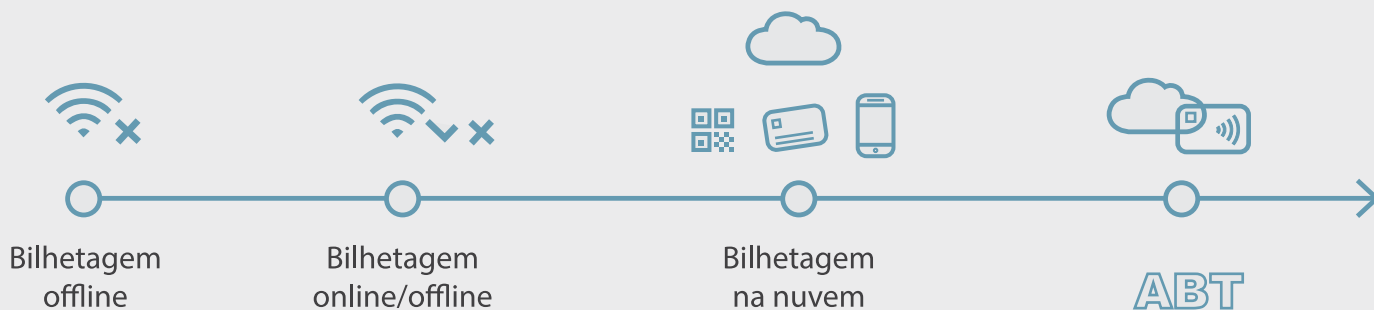 Bilhetagem
offline
Bilhetagem
online/offline
Bilhetagem
na nuvem
ABT